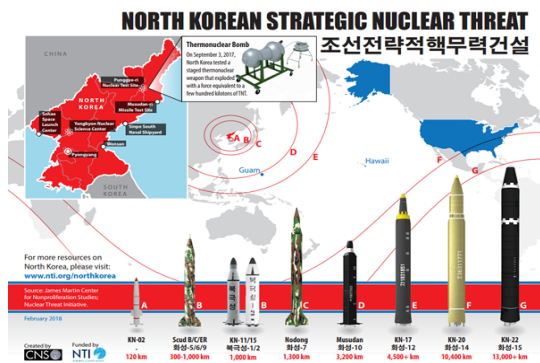 NORTH KOREAN STRATEGIC NUCLEAR THREAT
조선전략적핵무력건설
CHINA
Thermonuclear Bomb
On September 3, 2017,
North Korea tested a
staged thermonuclear
weapon that exploded
with a force equivalent to a
few hundred kilotons of TNT.
Punggye-ri
Nuclear Test Site
NORTH
KOREA
Musudan-ri
Missile Test Site
Sohae
Space
Launch
Center
Yongbyon Nuclear
Science Center
Sinpo South
Naval Shipyard
Pyongyang
Wonsan
SOUTH
KOREA
A B C D E F G
Guam
Hawaii
For more resources on
North Korea, please visit:
www.nti.org/northkorea
Source: James Martin Center
for Nonproliferation Studies;
Nuclear Threat Initiative.
February 2018
A B C D E F G
Created by
CNS
Funded by
NTI
KN-02
-
120 km
Scud B/C/ER
화성-5/6/9
300-1,000 km
KN-11/15
북극성-1/2
1,000 km
Nodong
화성-7
1,300 km
Musudan
화성-10
3,200 km
KN-17
화성-12
4,500+ km
KN-20
화성-14
10,400 km
KN-22
화성-15
13,000+ km